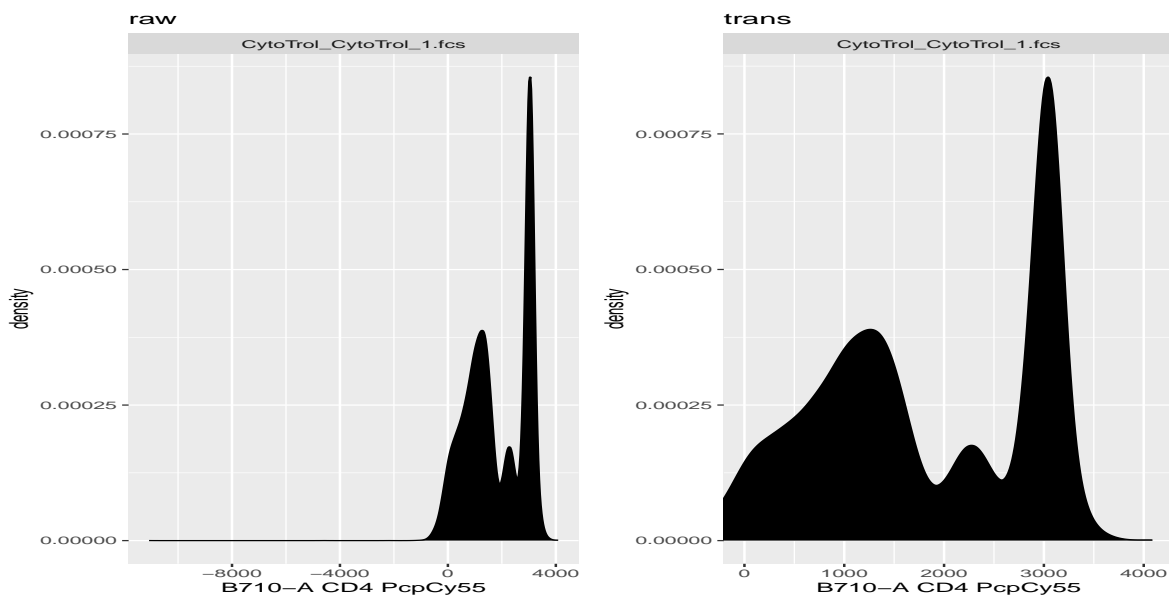 raw
CytoTrol_CytoTrol_1.fcs
0.00075
0.00050
0.00025
0.00000
density
−8000 −4000 0 4000
B710−A CD4 PcpCy55
trans
CytoTrol_CytoTrol_1.fcs
0.00075
0.00050
0.00025
0.00000
density
0 1000 2000 3000 4000
B710−A CD4 PcpCy55